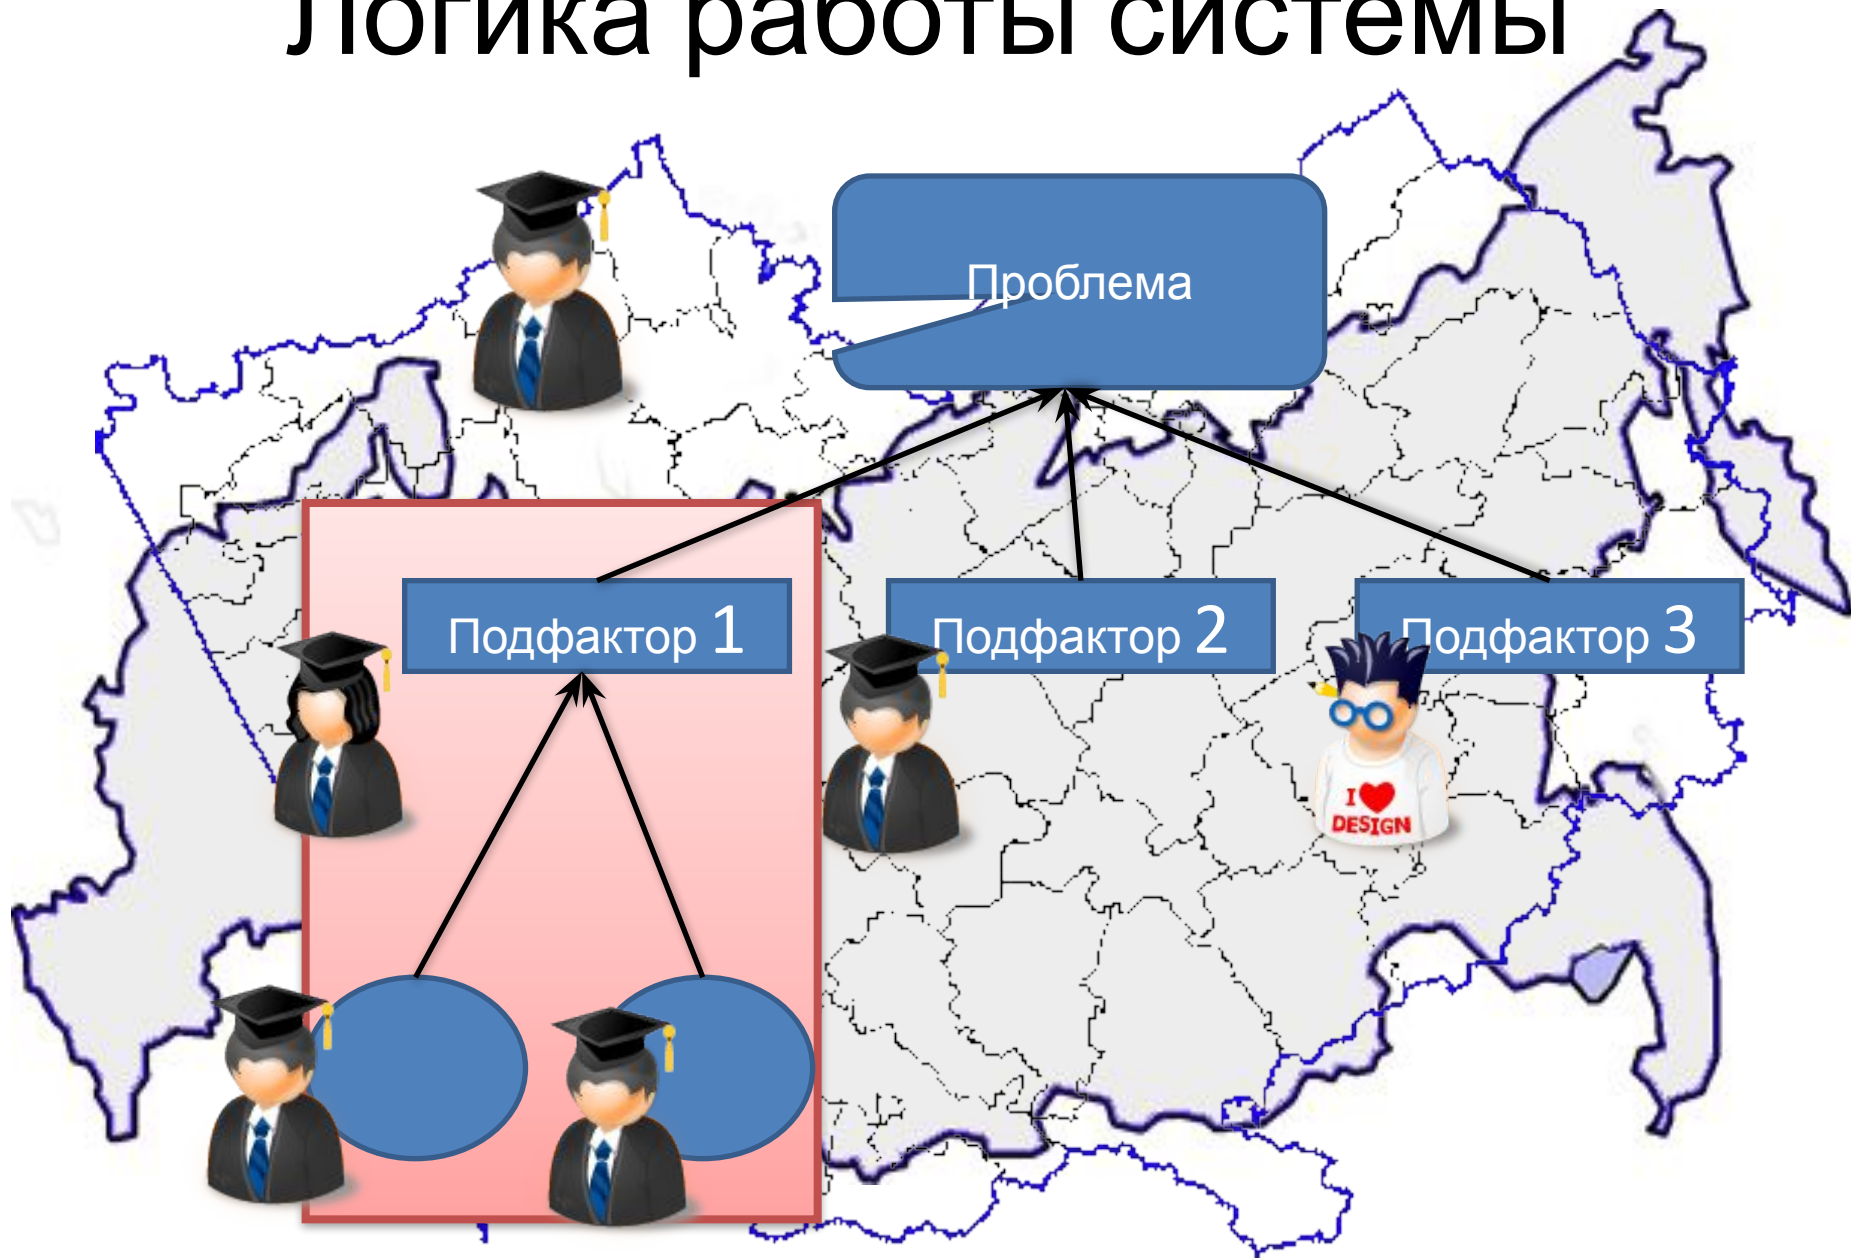 Логика работы системы
Проблема
Подфактор 1
Подфактор 2
Подфактор 3
I
DESIGN